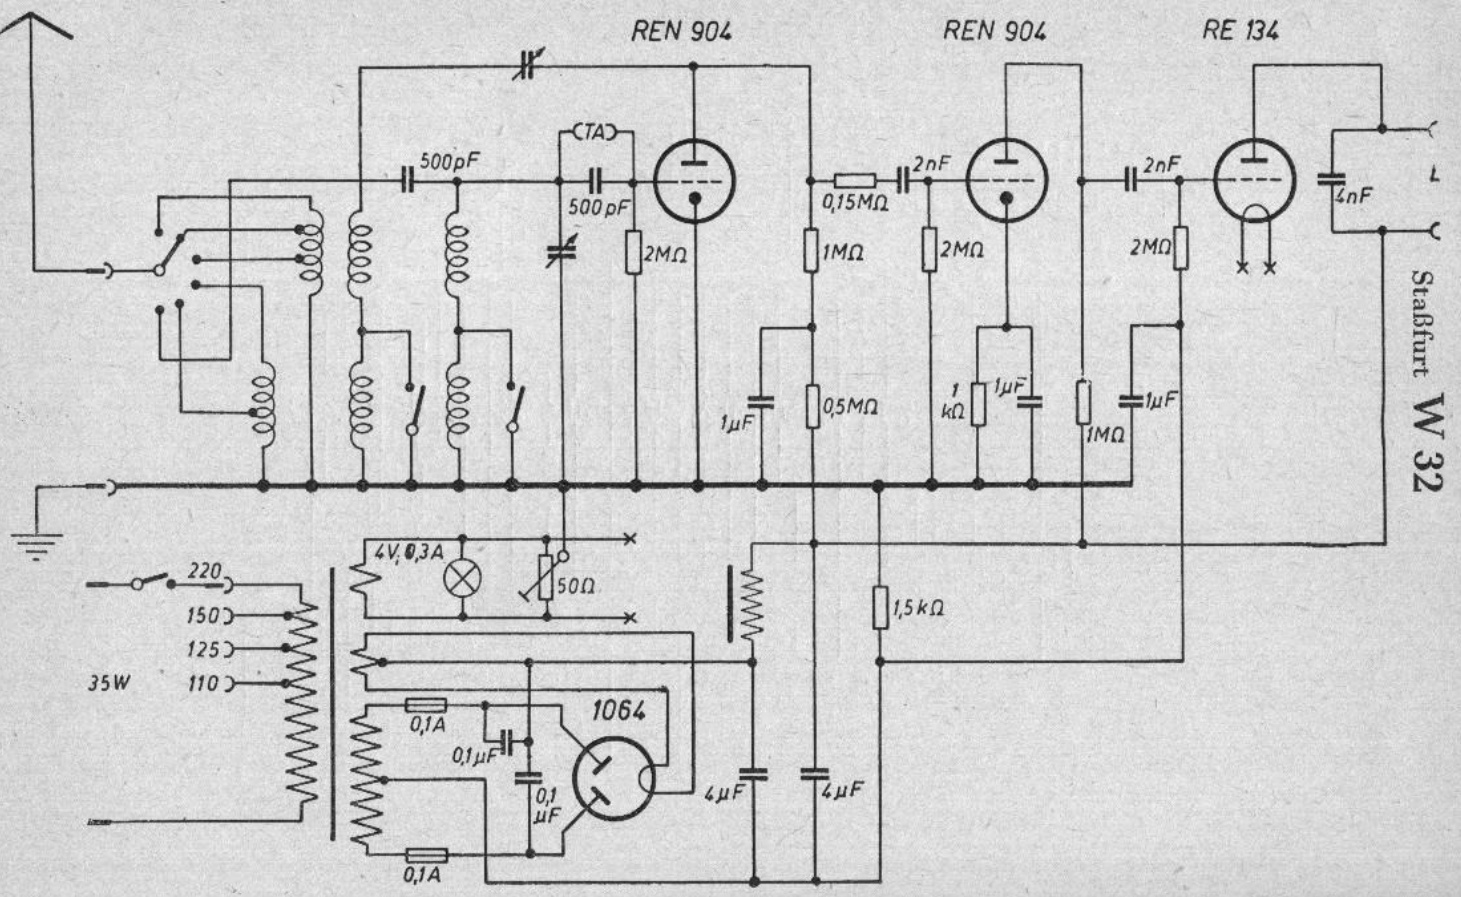 REN 904
REN 904
RE 134
(TA)
500pF
500pF
2nF
2nF
4nF
L
0,15MΩ
2MΩ
1MΩ
2MΩ
2MΩ
1µF
0,5MΩ
1
kΩ
1µF
1MΩ
1µF
Staßfurt W 32
4V, 0,3A
50Ω
1,5kΩ
220
150
125
110
35W
0,1A
0,1µF
0,1
µF
1064
4µF
4µF
0,1A